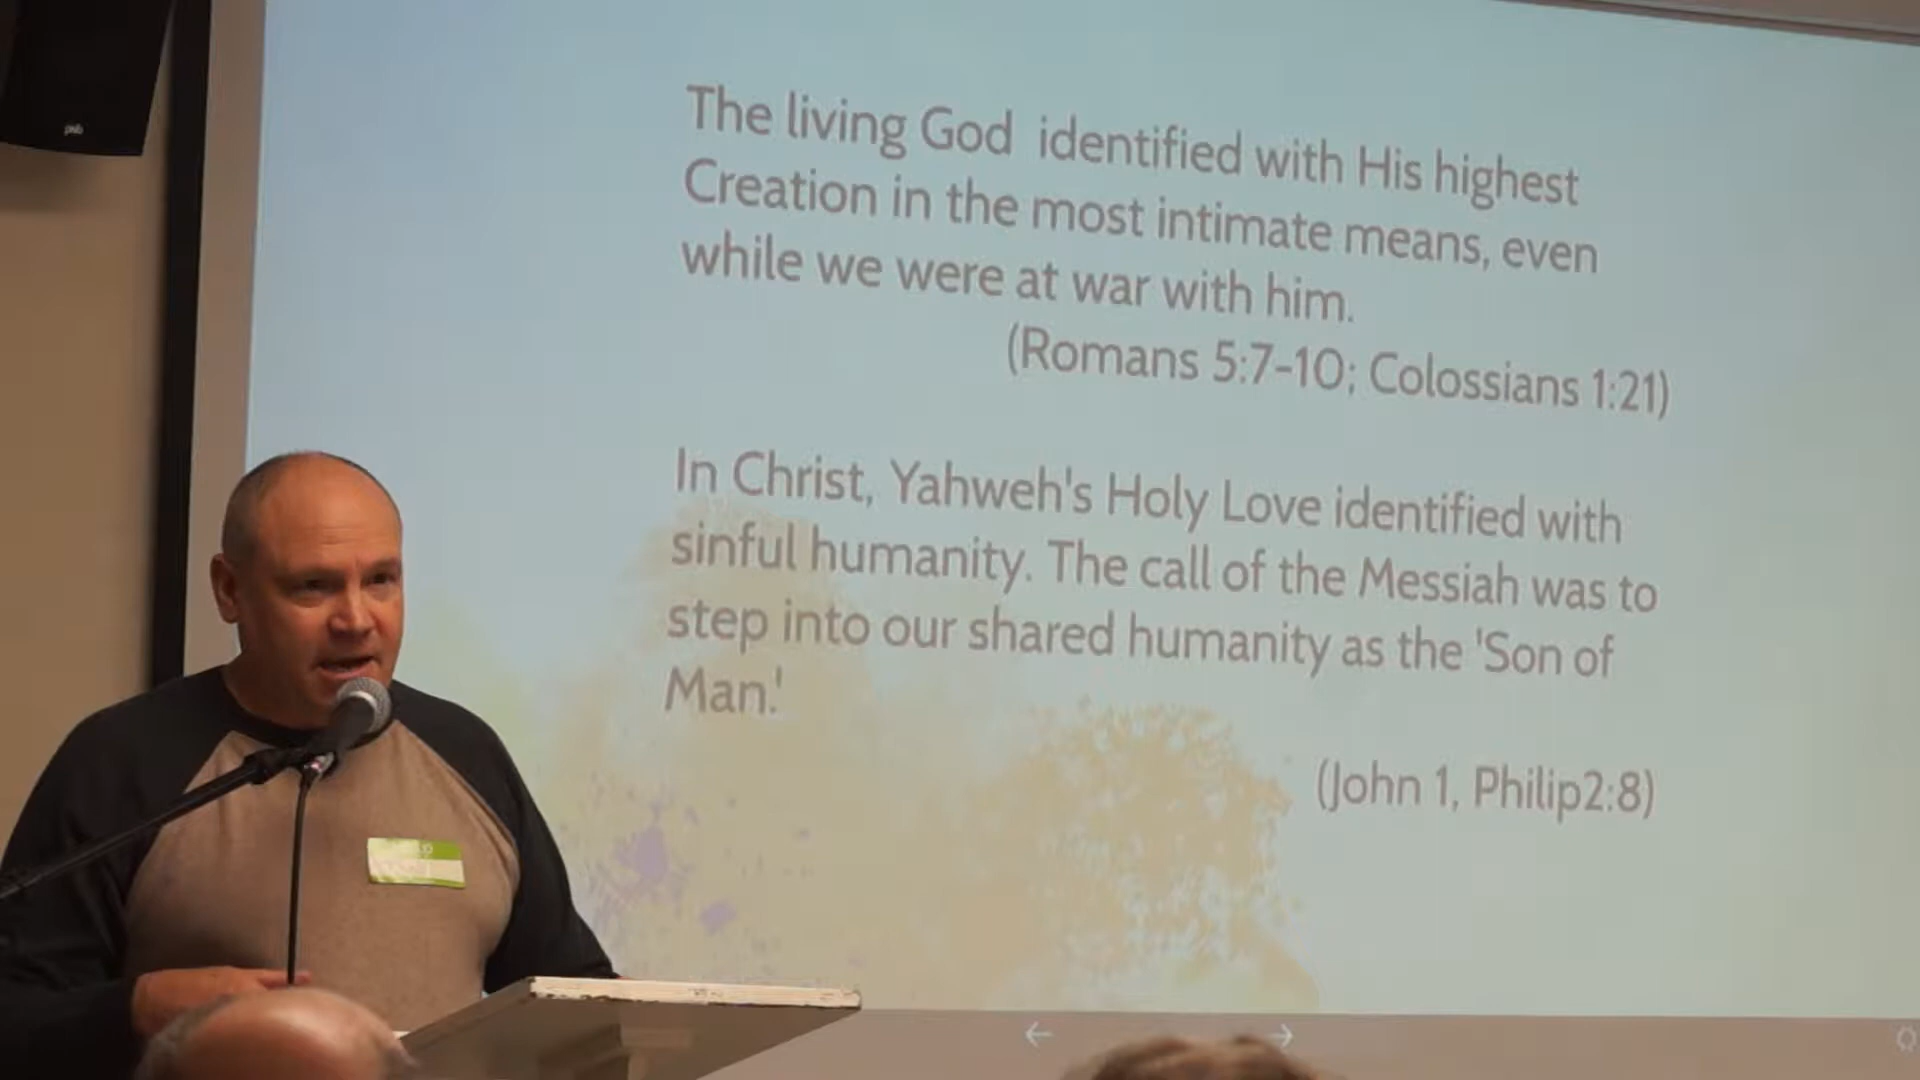 psb
The living God identified with His highest
Creation in the most intimate means, even
while we were at war with him.
(Romans 5:7-10; Colossians 1:21)
In Christ, Yahweh's Holy Love identified with
sinful humanity. The call of the Messiah was to
step into our shared humanity as the 'Son of
Man.'
(John 1, Philip2:8)